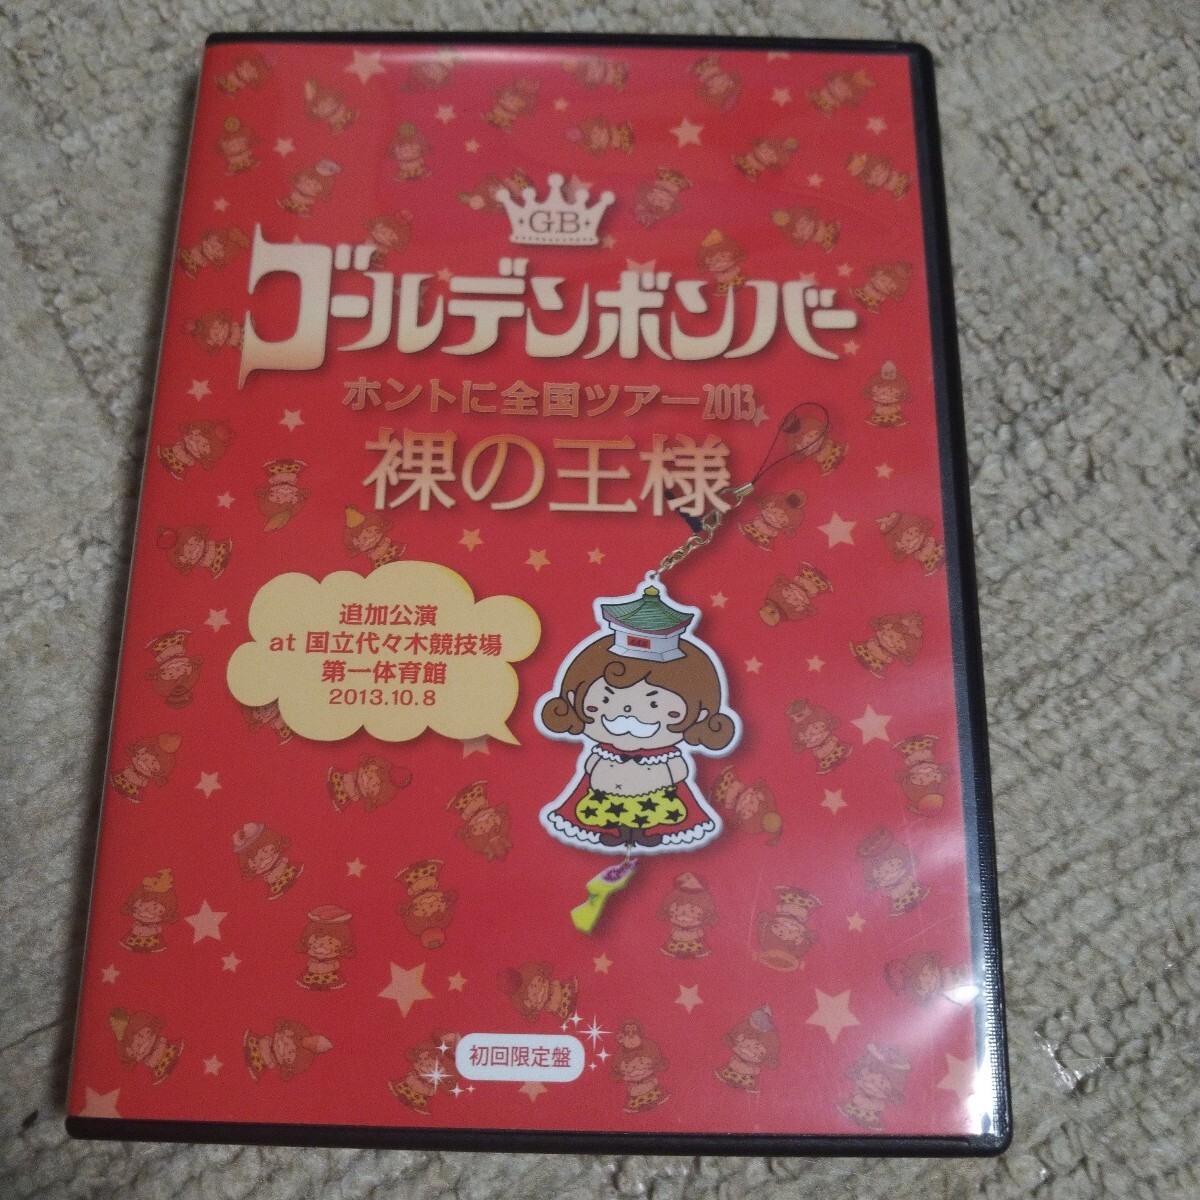 GB
ゴールデンボンバー
ホントに全国ツアー2013
裸の王様
追加公演
at 国立代々木競技場
第一体育館
2013.10.8
初回限定盤